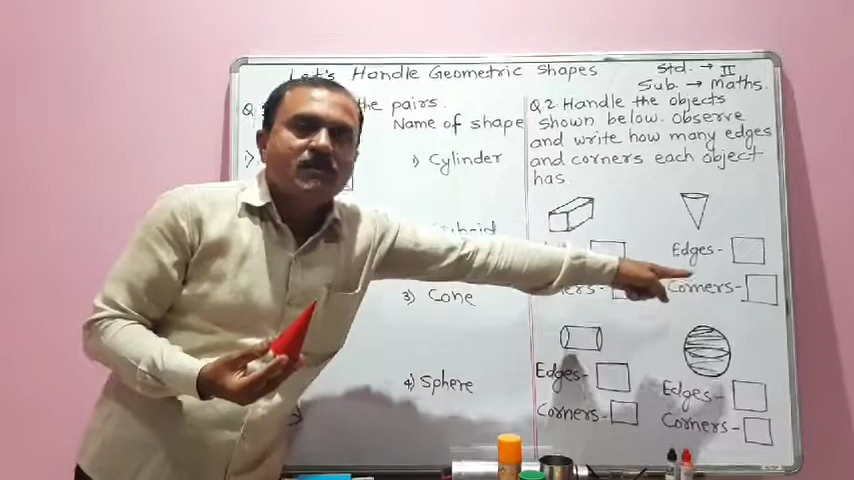 Let's Handle Geometric Shapes
Std. → II
Sub. → Maths.
Q the pairs.
Name of shape
1) Cylinder
3) Cone
4) Sphere
Q2 Handle the objects
shown below. observe
and write how many edges
and corners each object
has.
Edges-
Corners-
Edges-
Corners-
Edges-
Corners-